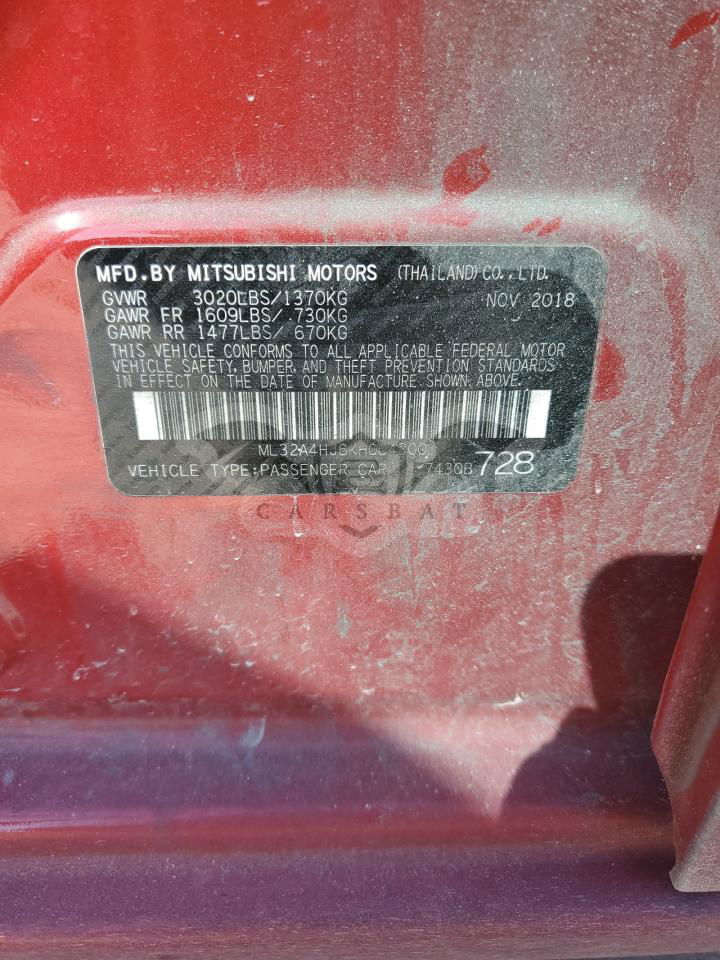 MFD.BY MITSUBISHI MOTORS (THAILAND) CO., LTD.
GVWR 3020LBS/1370KG NOV 2018
GAWR FR 1609LBS/ 730KG
GAWR RR 1477LBS/ 670KG
THIS VEHICLE CONFORMS TO ALL APPLICABLE FEDERAL MOTOR
VEHICLE SAFETY, BUMPER, AND THEFT PREVENTION STANDARDS
IN EFFECT ON THE DATE OF MANUFACTURE SHOWN ABOVE.
VEHICLE TYPE:PASSENGER CAR 7430B 728
CARSBAT